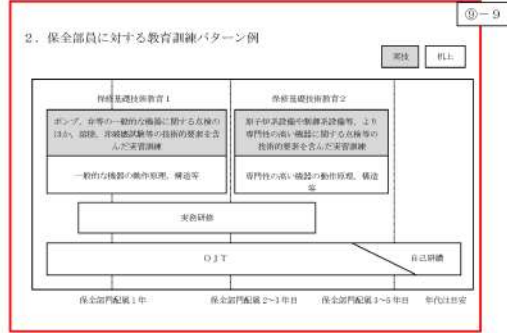 ⑨－9
2．保全部員に対する教育訓練パターン例
実技
机上
保修基礎技術教育1
保修基礎技術教育2
ポンプ、弁等の一般的な機器に関する点検の
ほか、溶接、非破壊試験等の技術的要素を含
んだ実習訓練
原子炉系設備や制御系設備等、より
専門性の高い機器に関する点検等の
技術的要素を含んだ実習訓練
一般的な機器の動作原理、構造等
専門性の高い機器の動作原理、構造
等
実務研修
OJT
自己研鑽
保全部門配属1年
保全部門配属2～3年目
保全部門配属3～5年目
年代は目安